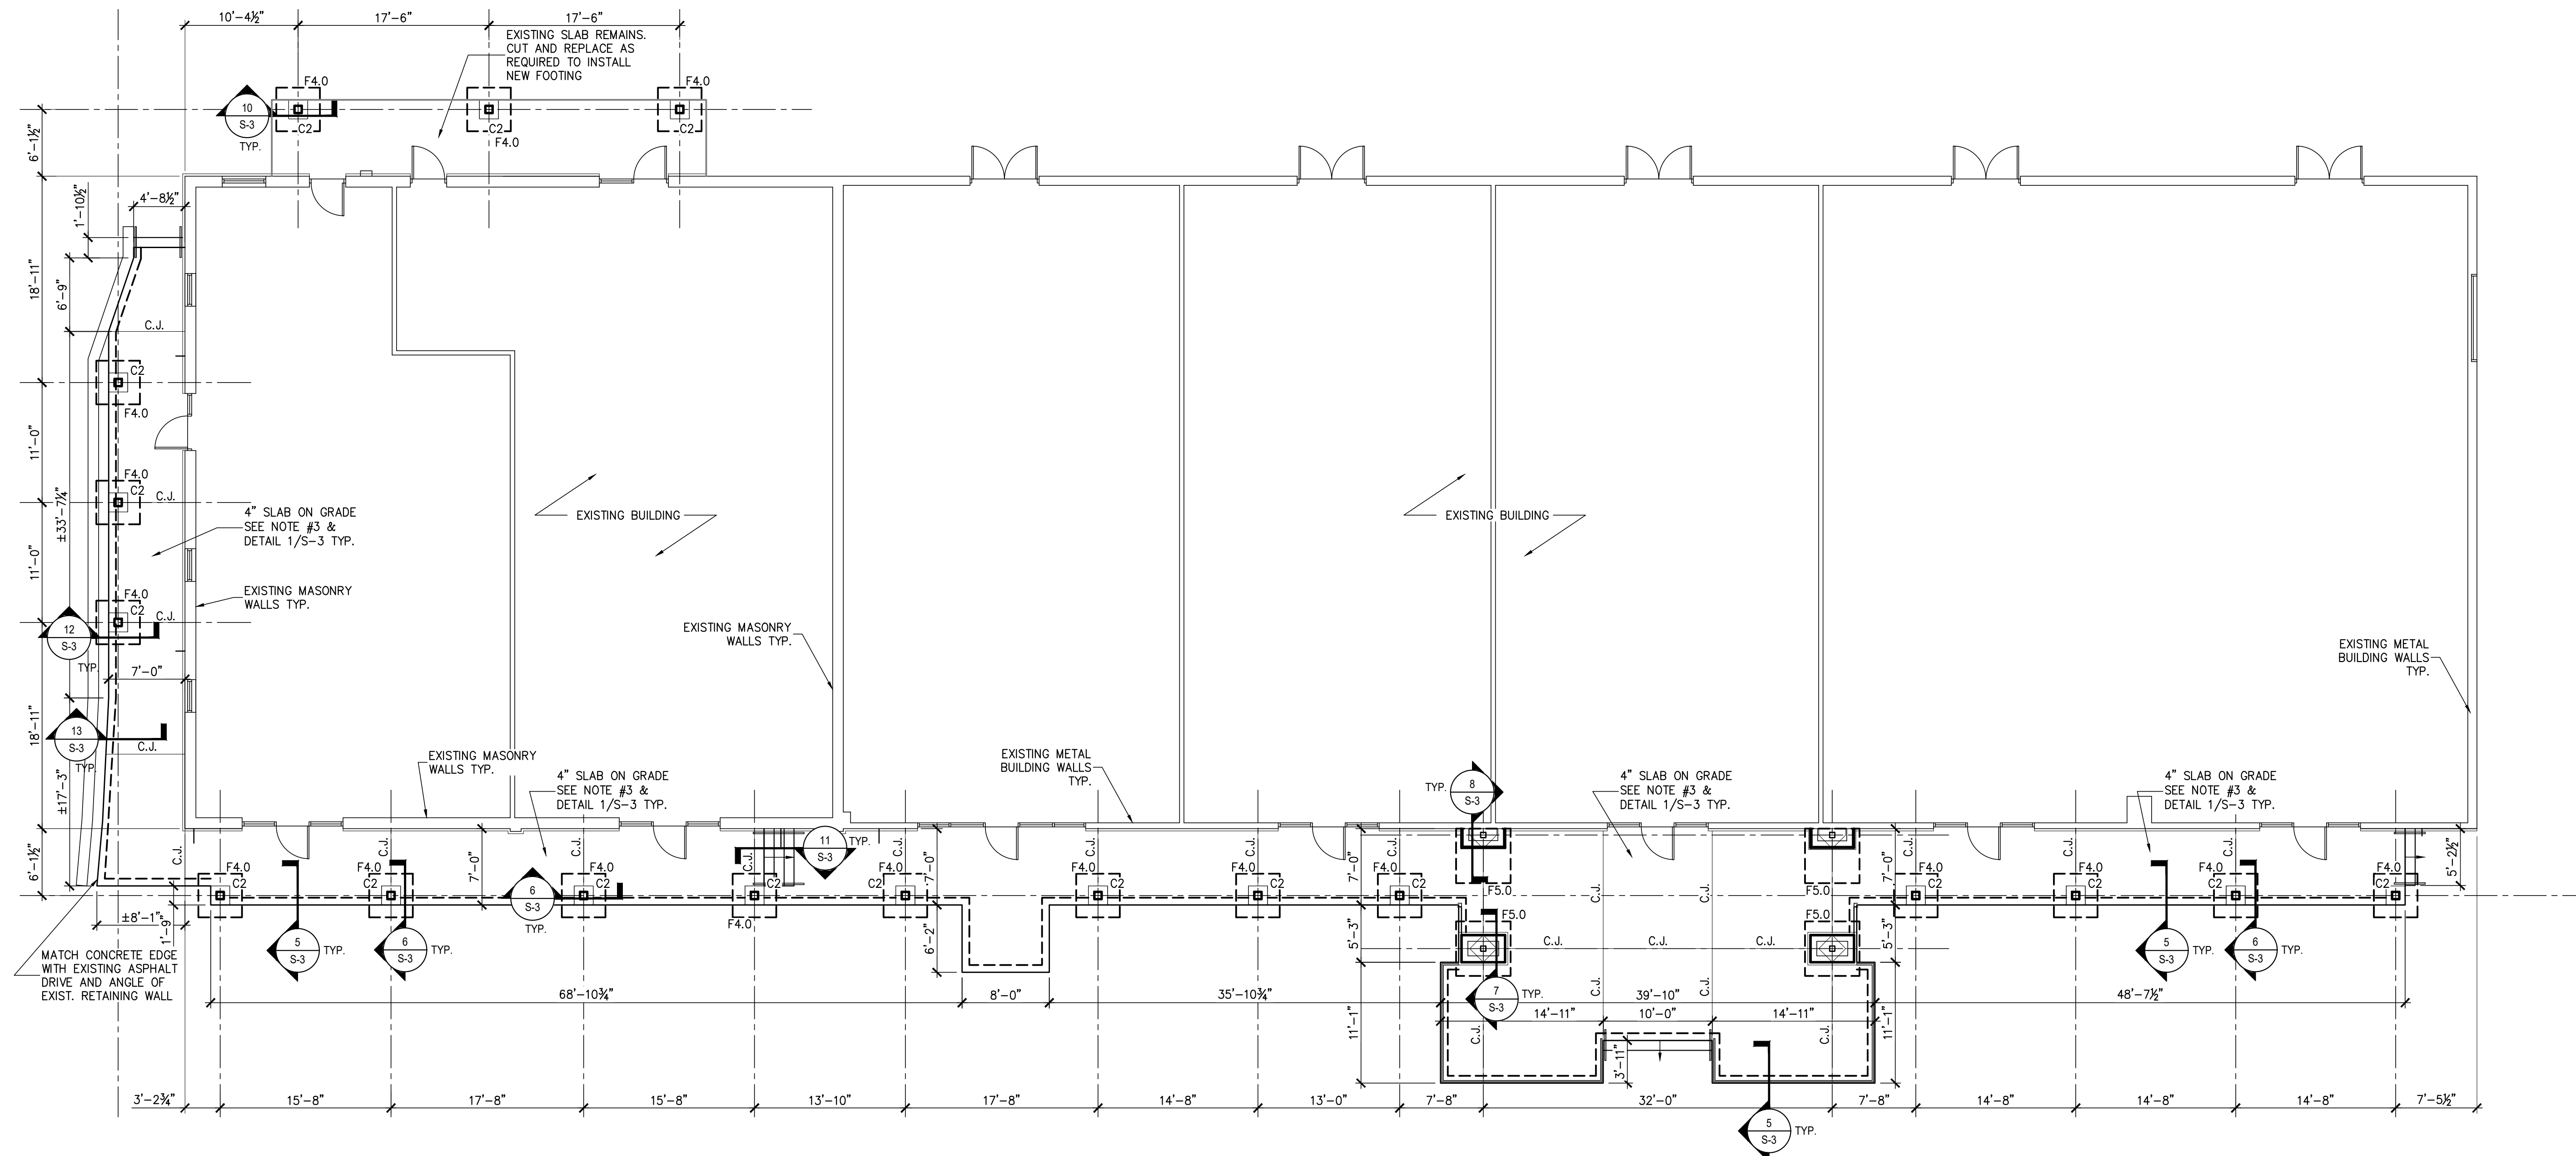 10'-4½"
17'-6"
17'-6"
EXISTING SLAB REMAINS.
CUT AND REPLACE AS
REQUIRED TO INSTALL
NEW FOOTING
F4.0
F4.0
10
S-3
TYP.
C2
C2
F4.0
C2
6'-1½"
4'-8½"
1'-10½"
18'-11"
6'-9"
C.J.
C2
F4.0
11'-0"
F4.0
C2
C.J.
±33'-7¼"
4" SLAB ON GRADE
SEE NOTE #3 &
DETAIL 1/S-3 TYP.
EXISTING BUILDING
EXISTING BUILDING
11'-0"
EXISTING MASONRY
WALLS TYP.
F4.0
C2
C.J.
12
S-3
TYP.
EXISTING MASONRY
WALLS TYP.
EXISTING METAL
BUILDING WALLS
TYP.
7'-0"
18'-11"
13
S-3
TYP.
C.J.
EXISTING MASONRY
WALLS TYP.
EXISTING METAL
BUILDING WALLS
TYP.
4" SLAB ON GRADE
SEE NOTE #3 &
DETAIL 1/S-3 TYP.
4" SLAB ON GRADE
SEE NOTE #3 &
DETAIL 1/S-3 TYP.
4" SLAB ON GRADE
SEE NOTE #3 &
DETAIL 1/S-3 TYP.
TYP.
8
S-3
±17'-3"
6'-1½"
C.J.
C.J.
C.J.
C.J.
C.J.
C.J.
C.J.
C.J.
C.J.
C.J.
C.J.
C.J.
7'-0"
11
S-3
TYP.
7'-0"
7'-0"
7'-0"
5'-2½"
F4.0
C2
F4.0
C2
F4.0
C2
C2
F4.0
F4.0
C2
F4.0
C2
F4.0
C2
F4.0
C2
F5.0
F5.0
F4.0
C2
F4.0
C2
F4.0
C2
F4.0
C2
6
S-3
TYP.
F5.0
F5.0
C.J.
C.J.
C.J.
C.J.
C.J.
±8'-1"
1'-9"
5
S-3
TYP.
6
S-3
TYP.
6'-2"
5'-3"
5'-3"
5
S-3
TYP.
6
S-3
TYP.
MATCH CONCRETE EDGE
WITH EXISTING ASPHALT
DRIVE AND ANGLE OF
EXIST. RETAINING WALL
68'-10¾"
8'-0"
35'-10¾"
7
S-3
TYP.
39'-10"
48'-7½"
C.J.
C.J.
14'-11"
10'-0"
14'-11"
11'-1"
C.J.
C.J.
11'-1"
3'-11"
3'-2¾"
15'-8"
17'-8"
15'-8"
13'-10"
17'-8"
14'-8"
13'-0"
7'-8"
32'-0"
7'-8"
14'-8"
14'-8"
14'-8"
7'-5½"
5
S-3
TYP.